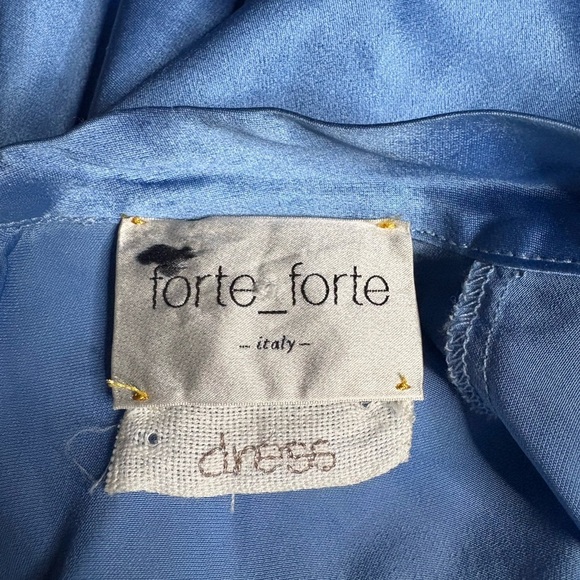 forte_forte
— italy —
dress